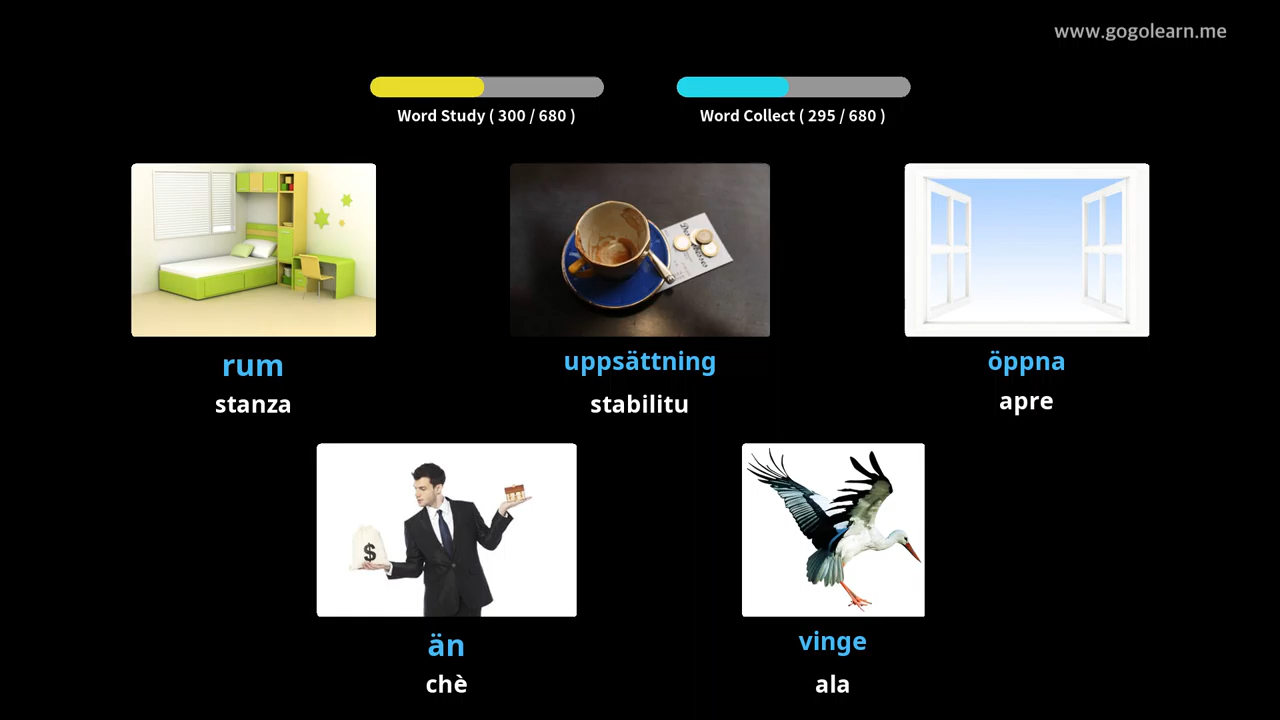 www.gogolearn.me
Word Study ( 300 / 680 )
Word Collect ( 295 / 680 )
rum
stanza
uppsättning
stabilitu
öppna
apre
$
än
chè
vinge
ala